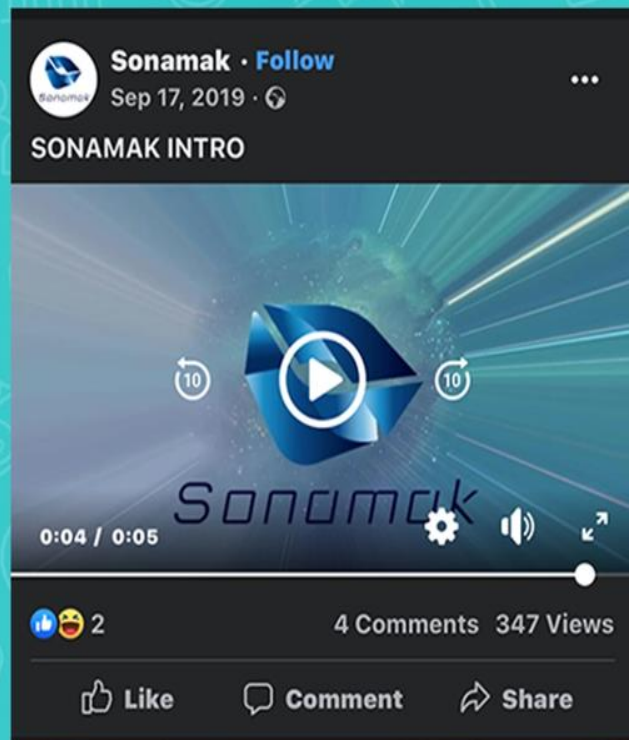 Sonamak · Follow
Sonamak
Sep 17, 2019 ·
SONAMAK INTRO
10
10
Sonamak
0:04 / 0:05
2
4 Comments 347 Views
Like Comment Share